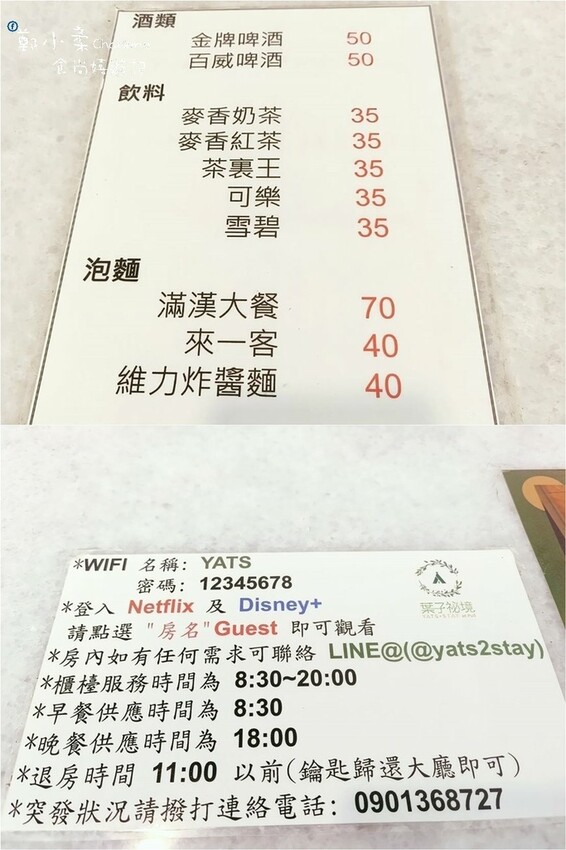 鄭小柔
酒類
金牌啤酒 50
百威啤酒 50
飲料
麥香奶茶 35
麥香紅茶 35
茶裏王 35
可樂 35
雪碧 35
泡麵
滿漢大餐 70
來一客 40
維力炸醬麵 40
*WIFI 名稱: YATS
密碼: 12345678
葉子祕境
*登入 Netflix 及 Disney+
請點選 "房名"Guest 即可觀看
*房內如有任何需求可聯絡 LINE@(@yats2stay)
*櫃檯服務時間為 8:30~20:00
*早餐供應時間為 8:30
*晚餐供應時間為 18:00
*退房時間 11:00 以前(鑰匙歸還大廳即可)
*突發狀況請撥打連絡電話: 0901368727